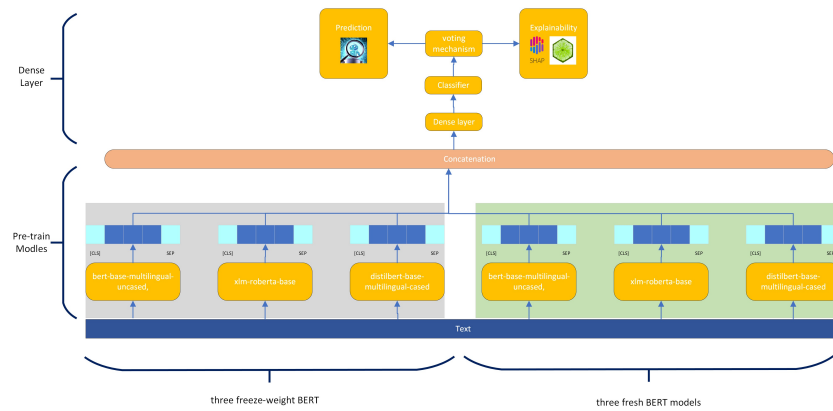 Prediction
voting
mechanism
Explainability
SHAP
Dense
Layer
Classifier
Dense layer
Concatenation
Pre-train
Modles
[CLS] SEP [CLS] SEP [CLS] SEP [CLS] SEP [CLS] SEP [CLS] SEP
bert-base-multilingual-
uncased,
xlm-roberta-base
distilbert-base-
multilingual-cased
bert-base-multilingual-
uncased,
xlm-roberta-base
distilbert-base-
multilingual-cased
Text
three freeze-weight BERT
three fresh BERT models